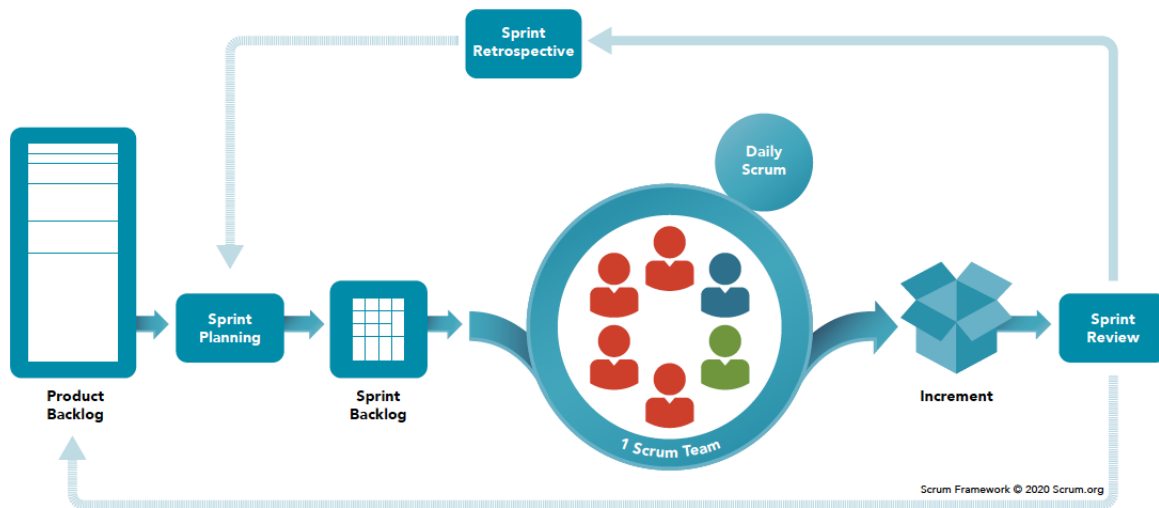 Sprint
Retrospective
Daily
Scrum
Sprint
Planning
Sprint
Review
Product
Backlog
Sprint
Backlog
1 Scrum Team
Increment
Scrum Framework © 2020 Scrum.org